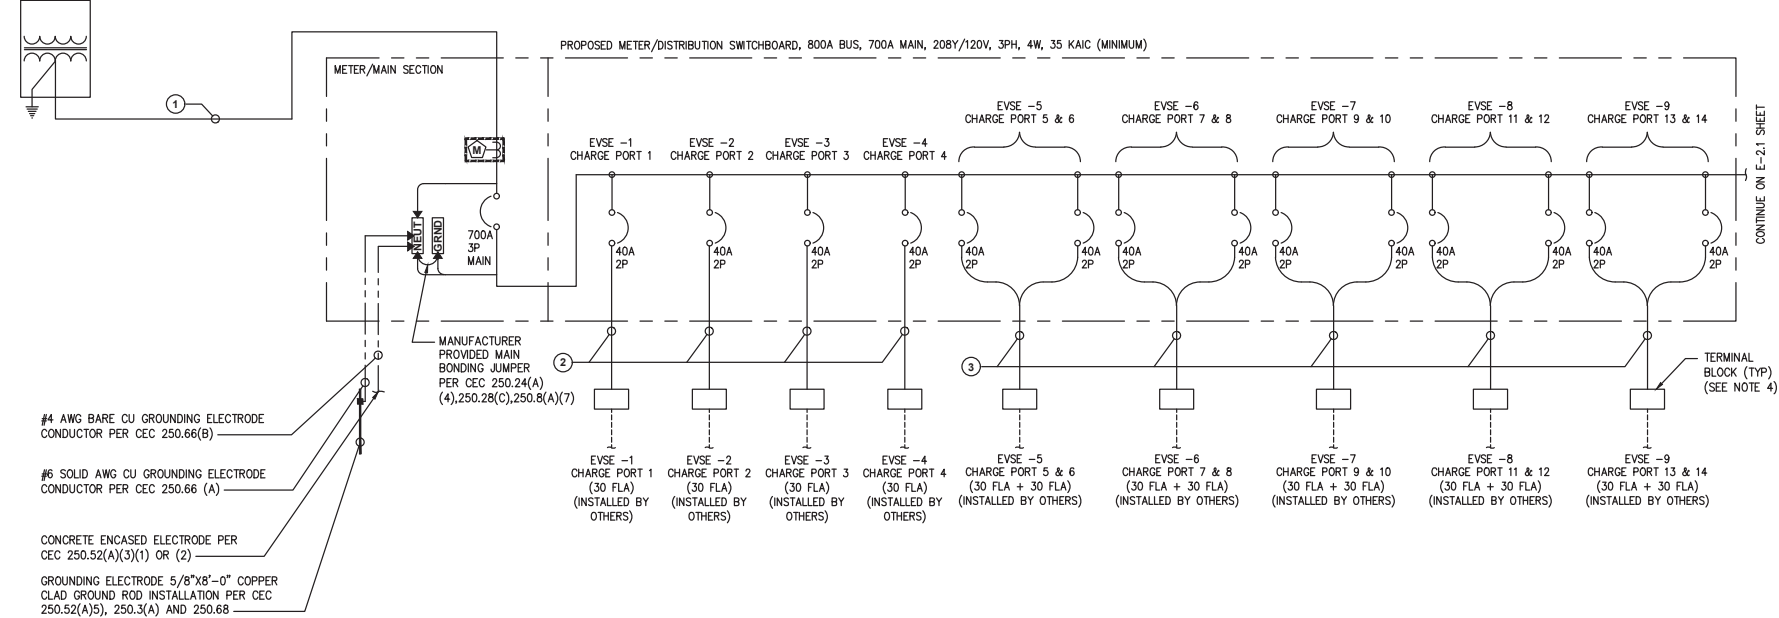 PROPOSED METER/DISTRIBUTION SWITCHBOARD, 800A BUS, 700A MAIN, 208Y/120V, 3PH, 4W, 35 KAIC (MINIMUM)
METER/MAIN SECTION
1
M
NEUT
GRND
700A
3P
MAIN
EVSE -1
CHARGE PORT 1
EVSE -2
CHARGE PORT 2
EVSE -3
CHARGE PORT 3
EVSE -4
CHARGE PORT 4
EVSE -5
CHARGE PORT 5 & 6
EVSE -6
CHARGE PORT 7 & 8
EVSE -7
CHARGE PORT 9 & 10
EVSE -8
CHARGE PORT 11 & 12
EVSE -9
CHARGE PORT 13 & 14
CONTINUE ON E-2.1 SHEET
40A
2P
40A
2P
40A
2P
40A
2P
40A
2P
40A
2P
40A
2P
40A
2P
40A
2P
40A
2P
40A
2P
40A
2P
40A
2P
40A
2P
MANUFACTURER
PROVIDED MAIN
BONDING JUMPER
PER CEC 250.24(A)
(4),250.28(C),250.8(A)(7)
2
3
TERMINAL
BLOCK (TYP)
(SEE NOTE 4)
#4 AWG BARE CU GROUNDING ELECTRODE
CONDUCTOR PER CEC 250.66(B)
#6 SOLID AWG CU GROUNDING ELECTRODE
CONDUCTOR PER CEC 250.66 (A)
CONCRETE ENCASED ELECTRODE PER
CEC 250.52(A)(3)(1) OR (2)
GROUNDING ELECTRODE 5/8"X8'-0" COPPER
CLAD GROUND ROD INSTALLATION PER CEC
250.52(A)5), 250.3(A) AND 250.68
EVSE -1
CHARGE PORT 1
(30 FLA)
(INSTALLED BY
OTHERS)
EVSE -2
CHARGE PORT 2
(30 FLA)
(INSTALLED BY
OTHERS)
EVSE -3
CHARGE PORT 3
(30 FLA)
(INSTALLED BY
OTHERS)
EVSE -4
CHARGE PORT 4
(30 FLA)
(INSTALLED BY
OTHERS)
EVSE -5
CHARGE PORT 5 & 6
(30 FLA + 30 FLA)
(INSTALLED BY OTHERS)
EVSE -6
CHARGE PORT 7 & 8
(30 FLA + 30 FLA)
(INSTALLED BY OTHERS)
EVSE -7
CHARGE PORT 9 & 10
(30 FLA + 30 FLA)
(INSTALLED BY OTHERS)
EVSE -8
CHARGE PORT 11 & 12
(30 FLA + 30 FLA)
(INSTALLED BY OTHERS)
EVSE -9
CHARGE PORT 13 & 14
(30 FLA + 30 FLA)
(INSTALLED BY OTHERS)